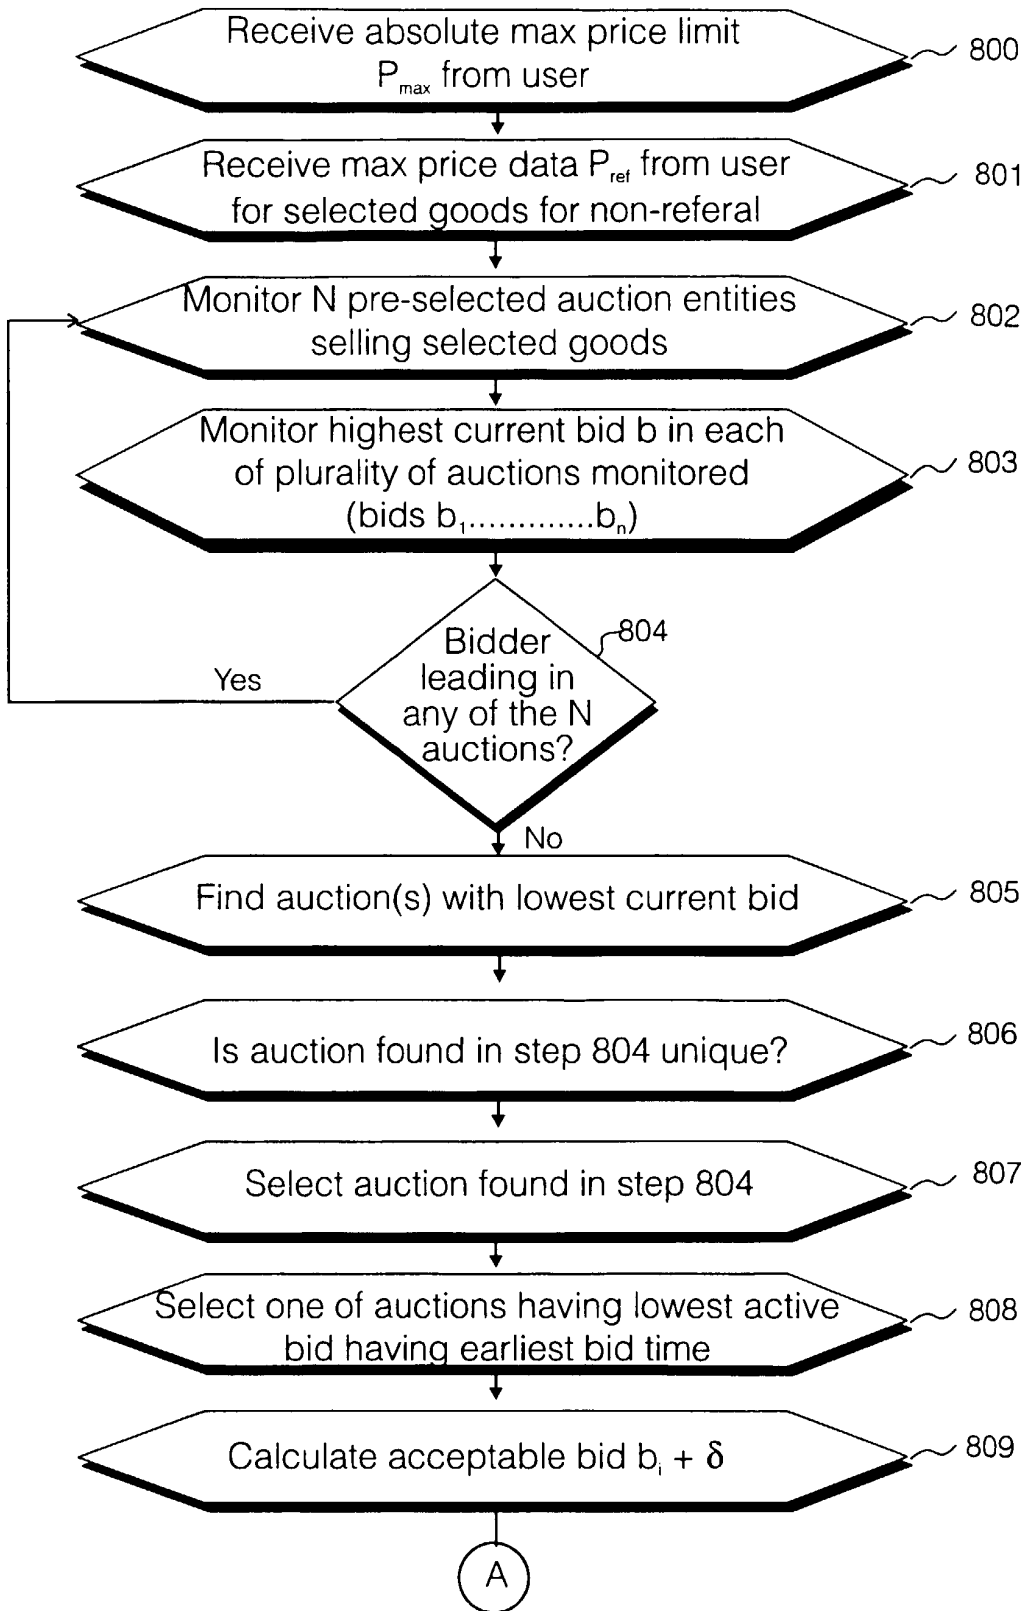 Receive absolute max price limit
Pmax from user
800
Receive max price data Pref from user
for selected goods for non-referal
801
Monitor N pre-selected auction entities
selling selected goods
802
Monitor highest current bid b in each
of plurality of auctions monitored
(bids b1.............bn)
803
Bidder
leading in
any of the N
auctions?
804
Yes
No
Find auction(s) with lowest current bid
805
Is auction found in step 804 unique?
806
Select auction found in step 804
807
Select one of auctions having lowest active
bid having earliest bid time
808
Calculate acceptable bid bi + δ
809
A